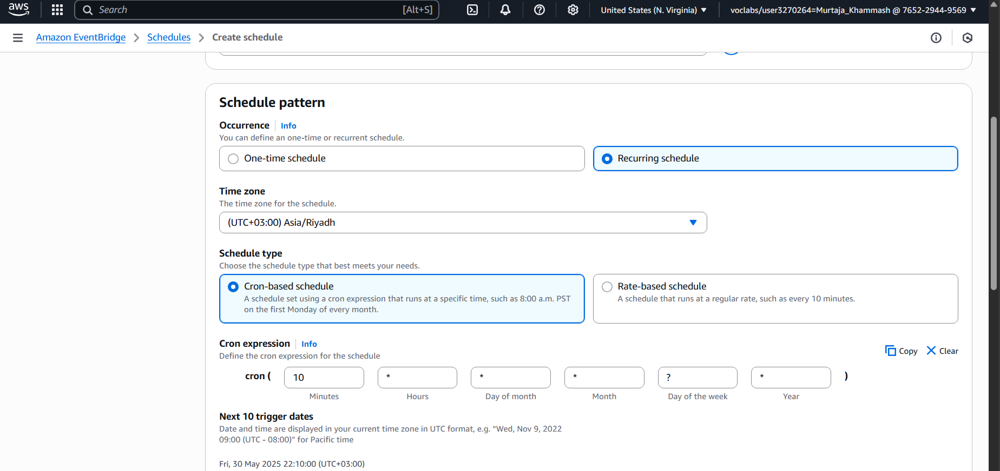 aws
Search
[Alt+S]
United States (N. Virginia)
voclabs/user3270264=Murtaja_Khammash @ 7652-2944-9569
Amazon EventBridge
Schedules
Create schedule
Schedule pattern
Occurrence
Info
You can define an one-time or recurrent schedule.
One-time schedule
Recurring schedule
Time zone
The time zone for the schedule.
(UTC+03:00) Asia/Riyadh
Schedule type
Choose the schedule type that best meets your needs.
Cron-based schedule
A schedule set using a cron expression that runs at a specific time, such as 8:00 a.m. PST
on the first Monday of every month.
Rate-based schedule
A schedule that runs at a regular rate, such as every 10 minutes.
Cron expression
Info
Define the cron expression for the schedule
Copy
Clear
cron ( 10 * * * ? * )
Minutes Hours Day of month Month Day of the week Year
Next 10 trigger dates
Date and time are displayed in your current time zone in UTC format, e.g. “Wed, Nov 9, 2022
09:00 (UTC - 08:00)” for Pacific time
Fri, 30 May 2025 22:10:00 (UTC+03:00)